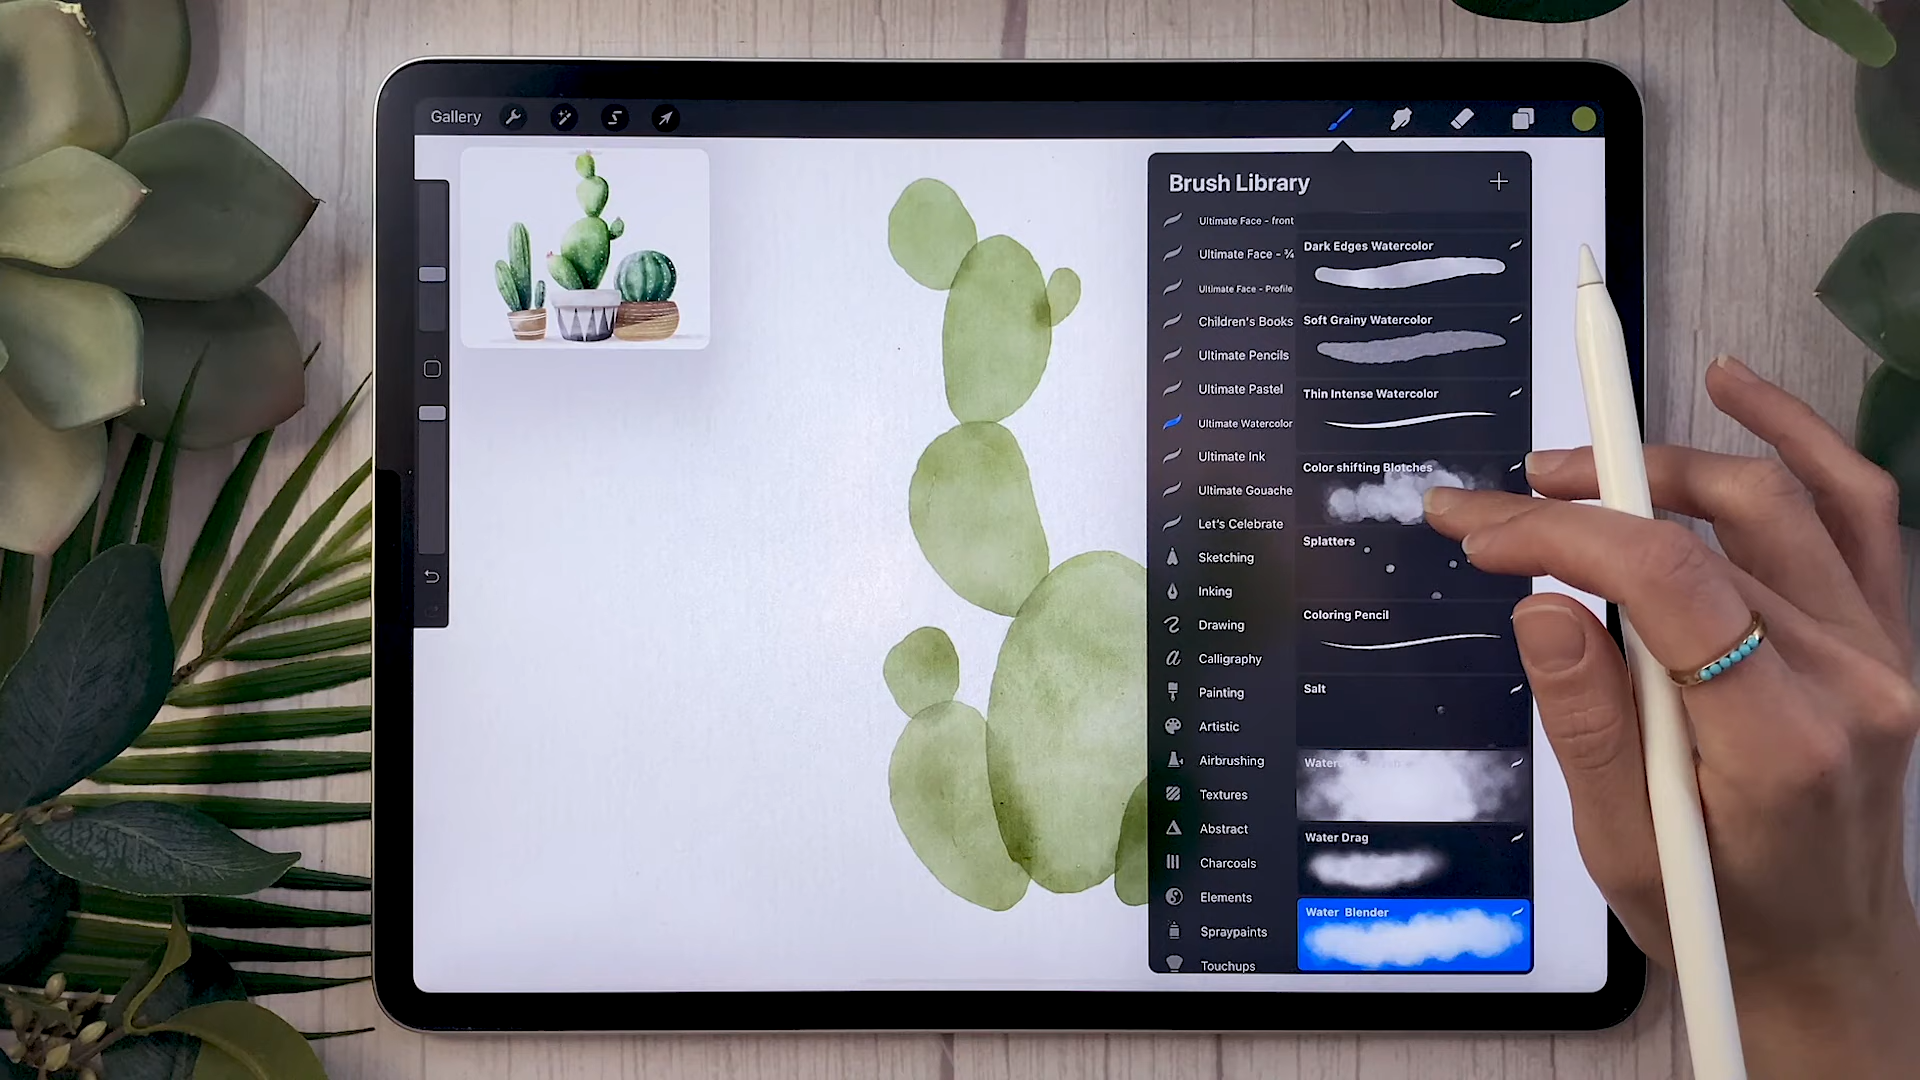 Gallery
Brush Library
Ultimate Face - front
Ultimate Face - ¾
Ultimate Face - Profile
Children's Books
Ultimate Pencils
Ultimate Pastel
Ultimate Watercolor
Ultimate Ink
Ultimate Gouache
Let's Celebrate
Sketching
Inking
Drawing
Calligraphy
Painting
Artistic
Airbrushing
Textures
Abstract
Charcoals
Elements
Spraypaints
Touchups
Dark Edges Watercolor
Soft Grainy Watercolor
Thin Intense Watercolor
Color shifting Blotches
Splatters
Coloring Pencil
Salt
Water Drag
Water Blender